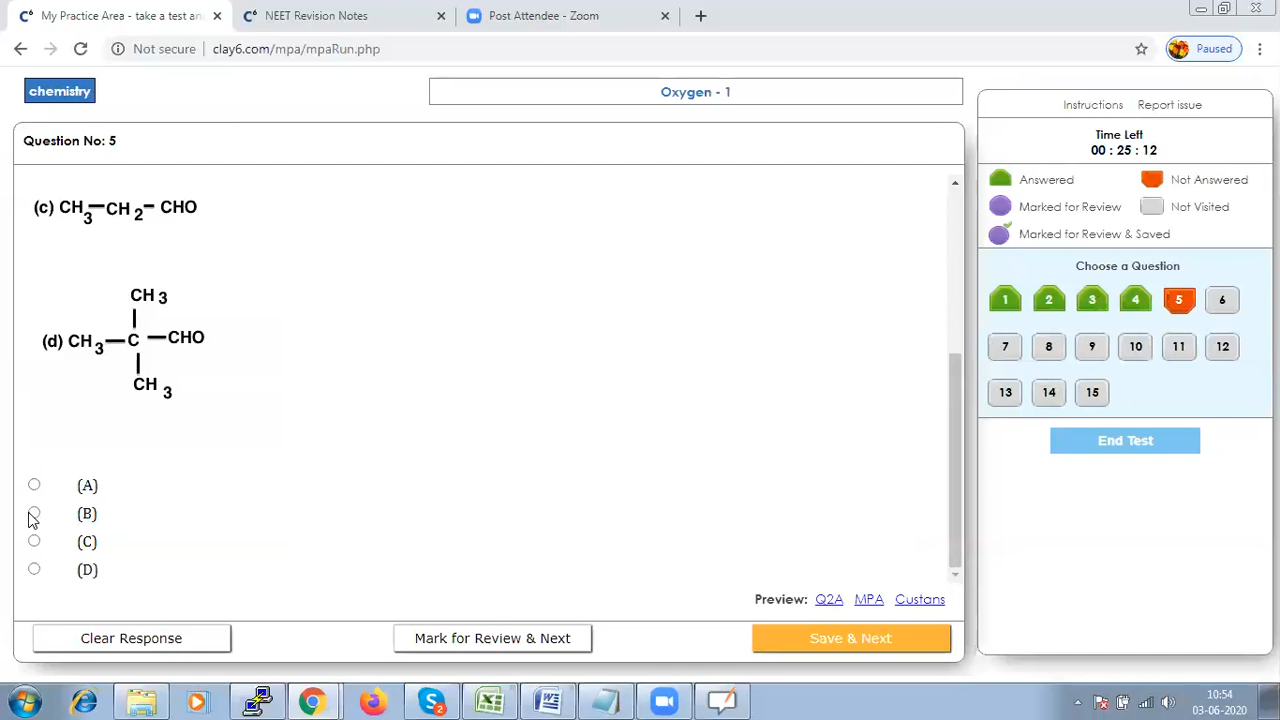 My Practice Area - take a test an
NEET Revision Notes
Post Attendee - Zoom
Not secure
clay6.com/mpa/mpaRun.php
Paused
chemistry
Oxygen - 1
Instructions
Report issue
Question No: 5
Time Left
00 : 25 : 12
Answered
Not Answered
Marked for Review
Not Visited
Marked for Review & Saved
Choose a Question
1 2 3 4 5 6
7 8 9 10 11 12
13 14 15
End Test
(c) CH3—CH2—CHO
CH3
(d) CH3—C—CHO
CH3
(A)
(B)
(C)
(D)
Preview: Q2A MPA Custans
Clear Response
Mark for Review & Next
Save & Next
2
10:54
03-06-2020